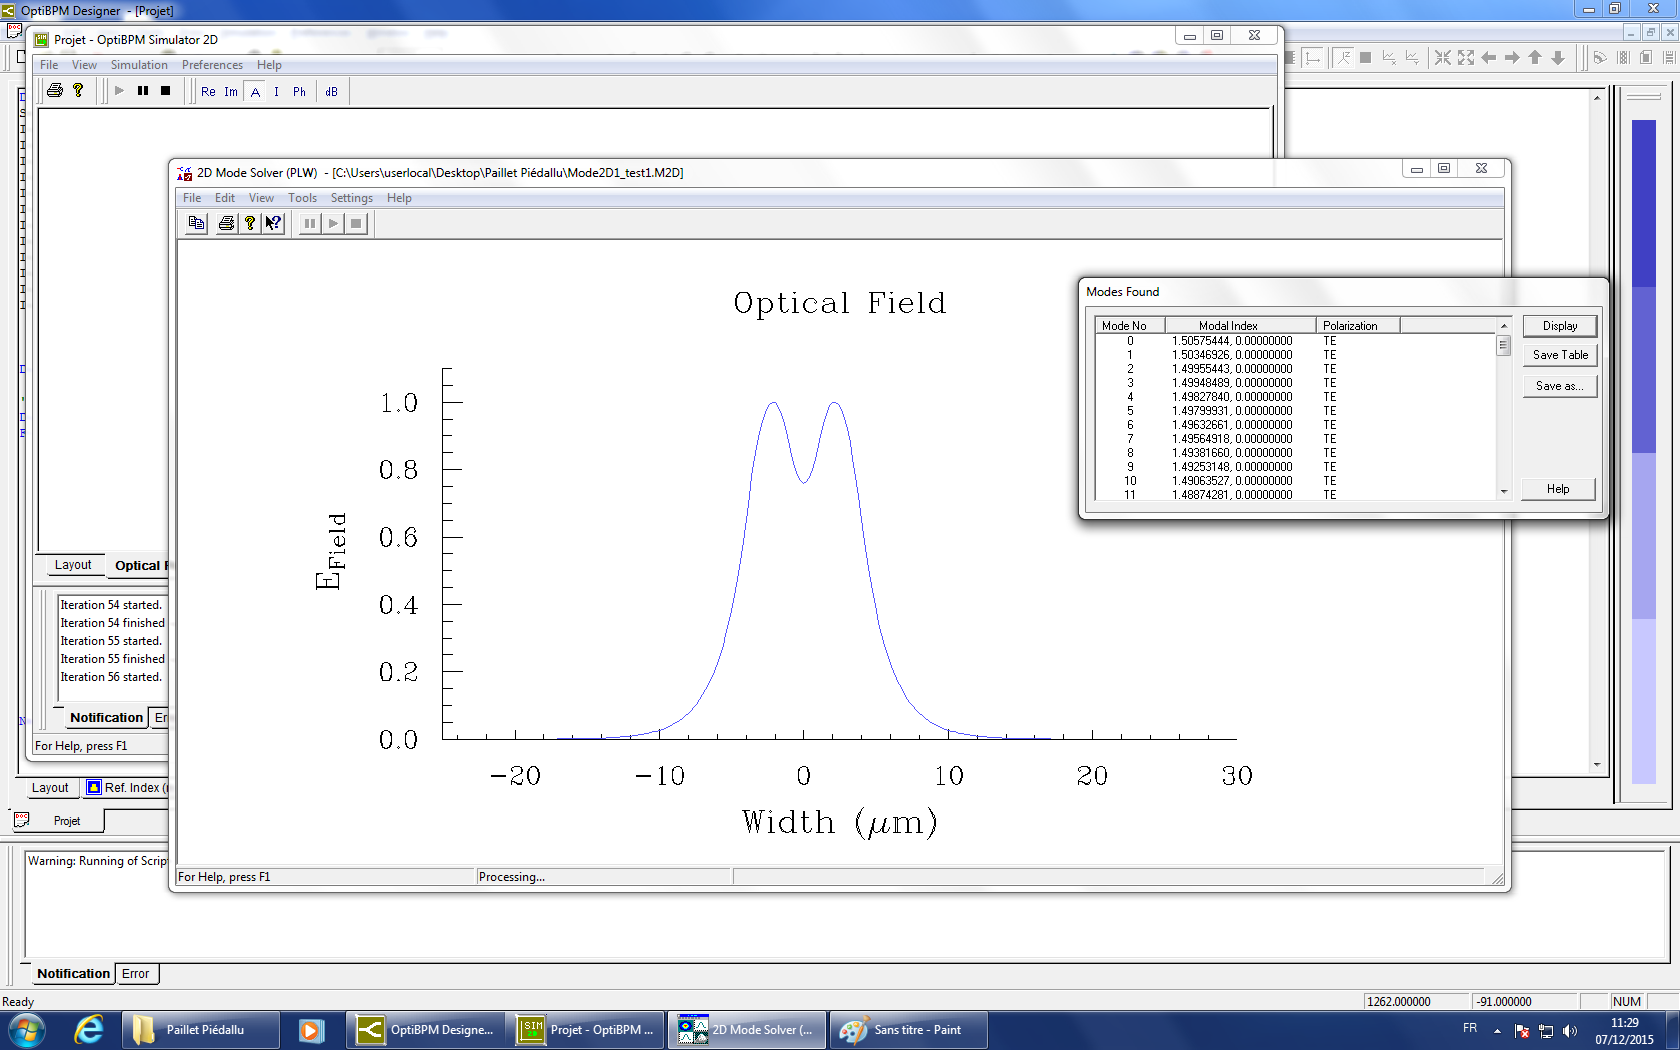 OptiBPM Designer - [Projet]
Projet - OptiBPM Simulator 2D
File View Simulation Preferences Help
Re Im A I Ph dB
2D Mode Solver (PLW) - [C:\Users\userlocal\Desktop\Paillet Piédallu\Mode2D1_test1.M2D]
File Edit View Tools Settings Help
Optical Field
1.0
0.8
0.6
0.4
0.2
0.0
E Field
-20 -10 0 10 20 30
Width (μm)
For Help, press F1 Processing...
Modes Found
Mode No Modal Index Polarization
0 1.50575444, 0.00000000 TE
1 1.50346926, 0.00000000 TE
2 1.49955443, 0.00000000 TE
3 1.49948489, 0.00000000 TE
4 1.49827840, 0.00000000 TE
5 1.49799931, 0.00000000 TE
6 1.49632661, 0.00000000 TE
7 1.49564918, 0.00000000 TE
8 1.49381660, 0.00000000 TE
9 1.49253148, 0.00000000 TE
10 1.49063527, 0.00000000 TE
11 1.48874281, 0.00000000 TE
Display
Save Table
Save as...
Help
Layout Optical
Iteration 54 started.
Iteration 54 finished
Iteration 55 started.
Iteration 55 finished
Iteration 56 started.
Notification Er
For Help, press F1
Layout Ref. Index (
Projet
Warning: Running of Scrip
Notification Error
Ready 1262.000000 -91.000000 NUM
Paillet Piédallu
OptiBPM Designe...
Projet - OptiBPM ...
2D Mode Solver (...
Sans titre - Paint
FR
11:29
07/12/2015